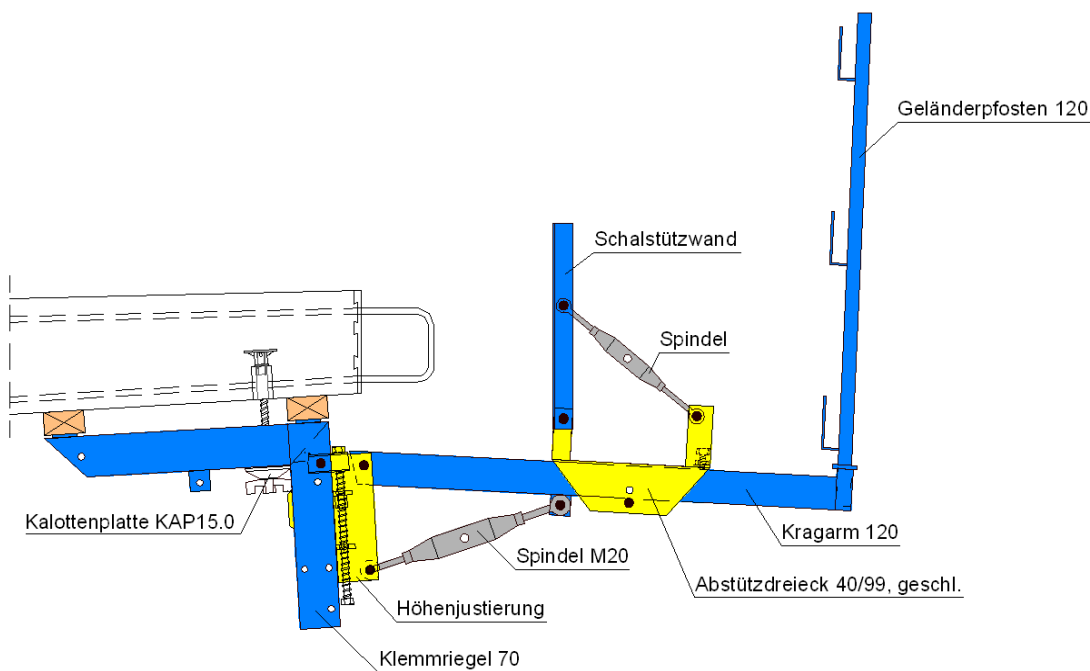 Geländerpfosten 120
Schalstützwand
Spindel
Kalottenplatte KAP15.0
Kragarm 120
Spindel M20
Abstützdreieck 40/99, geschl.
Höhenjustierung
Klemmriegel 70